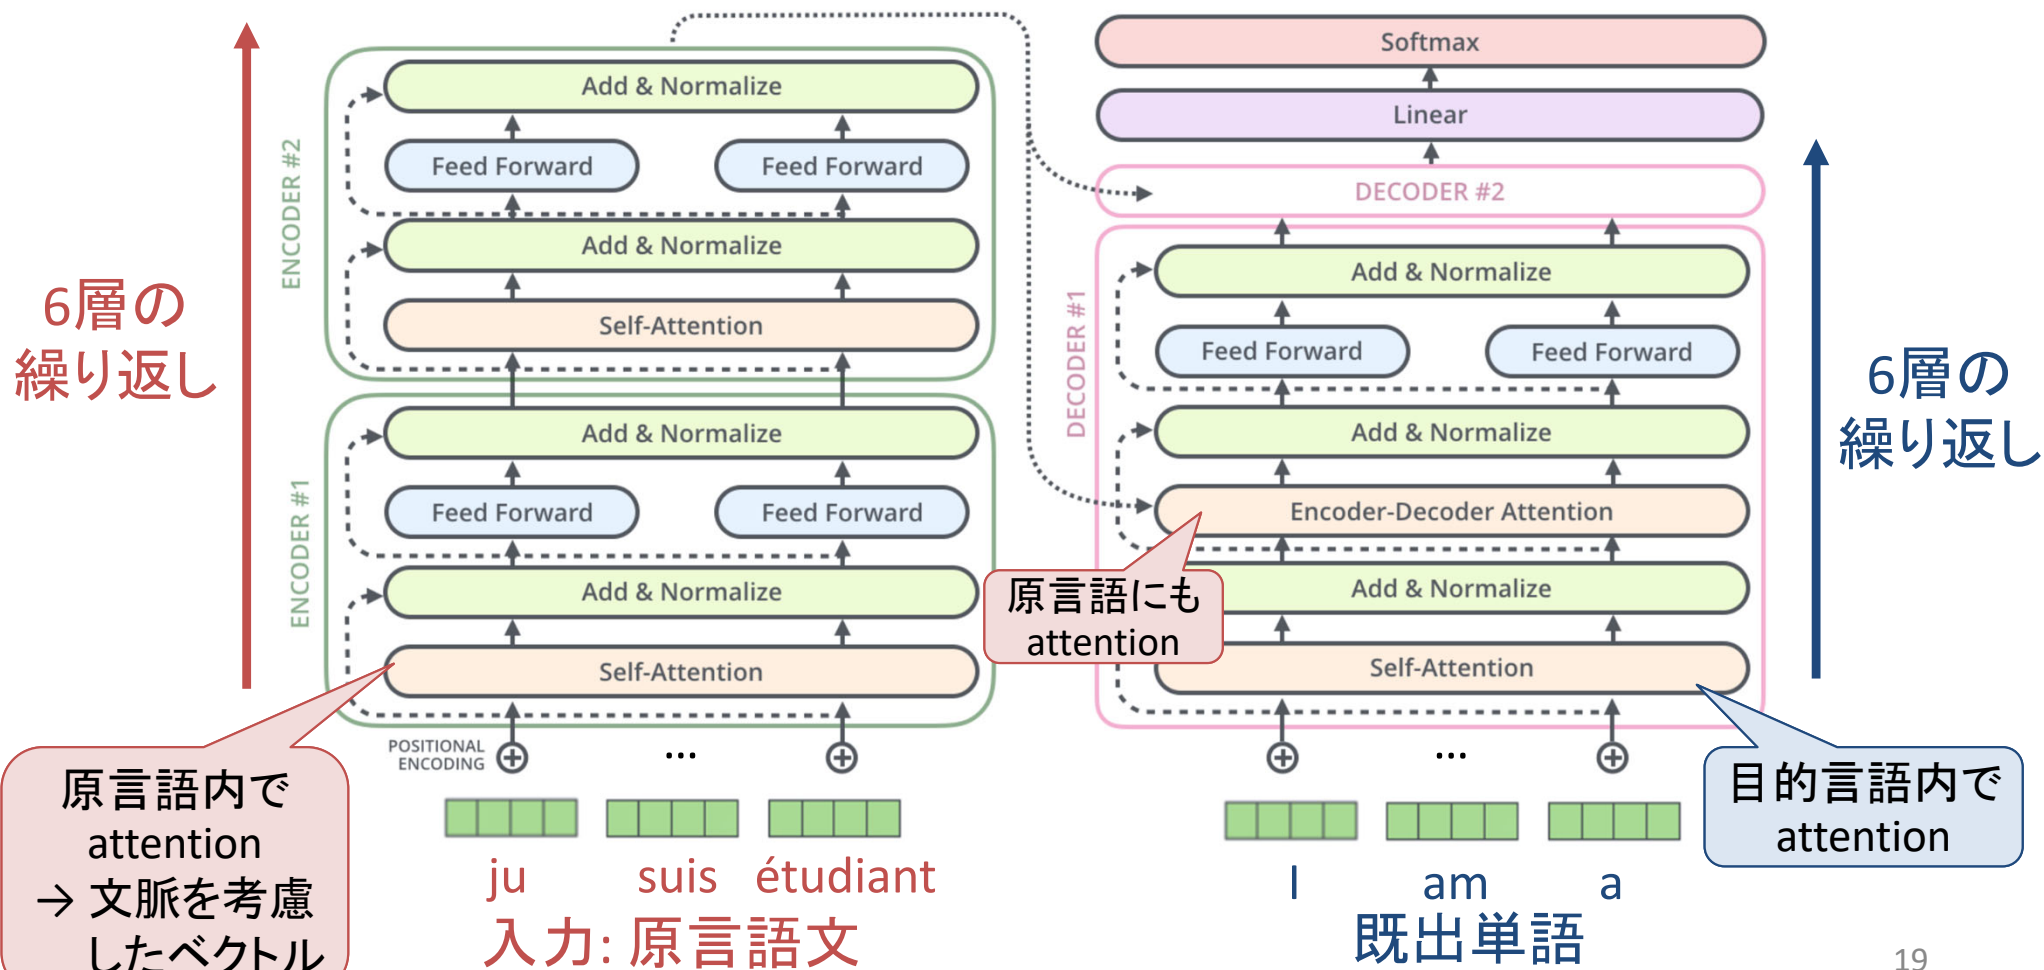 6層の
繰り返し
ENCODER #2
Add & Normalize
Feed Forward Feed Forward
Add & Normalize
Self-Attention
ENCODER #1
Add & Normalize
Feed Forward Feed Forward
Add & Normalize
Self-Attention
POSITIONAL
ENCODING
...
ju suis étudiant
入力: 原言語文
原言語内で
attention
→ 文脈を考慮
したベクトル
Softmax
Linear
DECODER #2
DECODER #1
Add & Normalize
Feed Forward Feed Forward
Add & Normalize
Encoder-Decoder Attention
Add & Normalize
Self-Attention
原言語にも
attention
...
I am a
既出単語
目的言語内で
attention
6層の
繰り返し
19